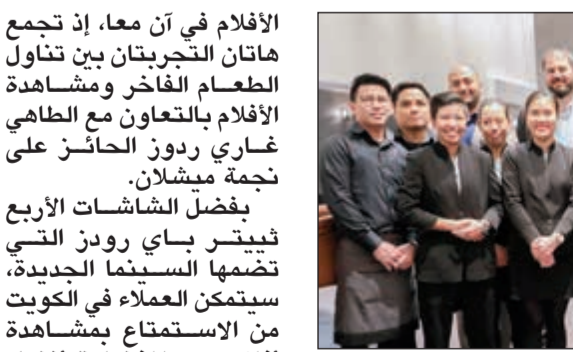 الأفلام في آن معا، إذ تجمع
هاتان التجربتان بين تناول
الطعام الفاخر ومشاهدة
الأفلام بالتعاون مع الطاهي
غاري ردوز الحائز على
نجمة ميشلان.
بفضل الشاشات الأربع
ثييتر باي رودز التي
تضمها السينما الجديدة،
سيتمكن العملاء في الكويت
من الاستمتاع بمشاهدة